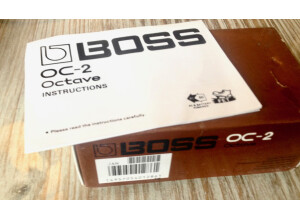 BOSS
OC-2
Octave
INSTRUCTIONS
• Please read the instructions carefully.
BOSS OC-2